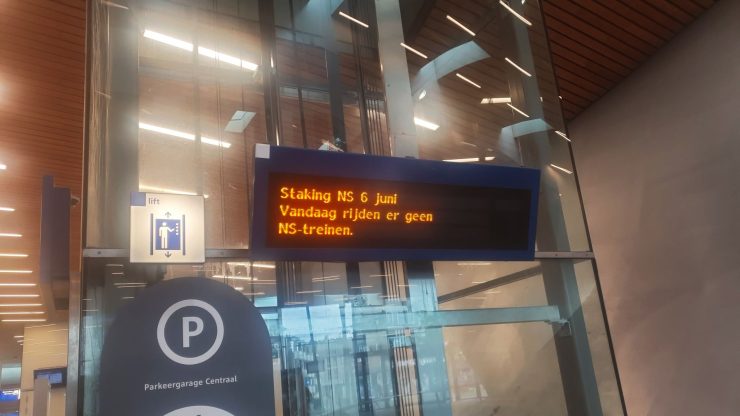 Staking NS 6 juni
Vandaag rijden er geen
NS-treinen.
lift
P
Parkeergarage Centraal